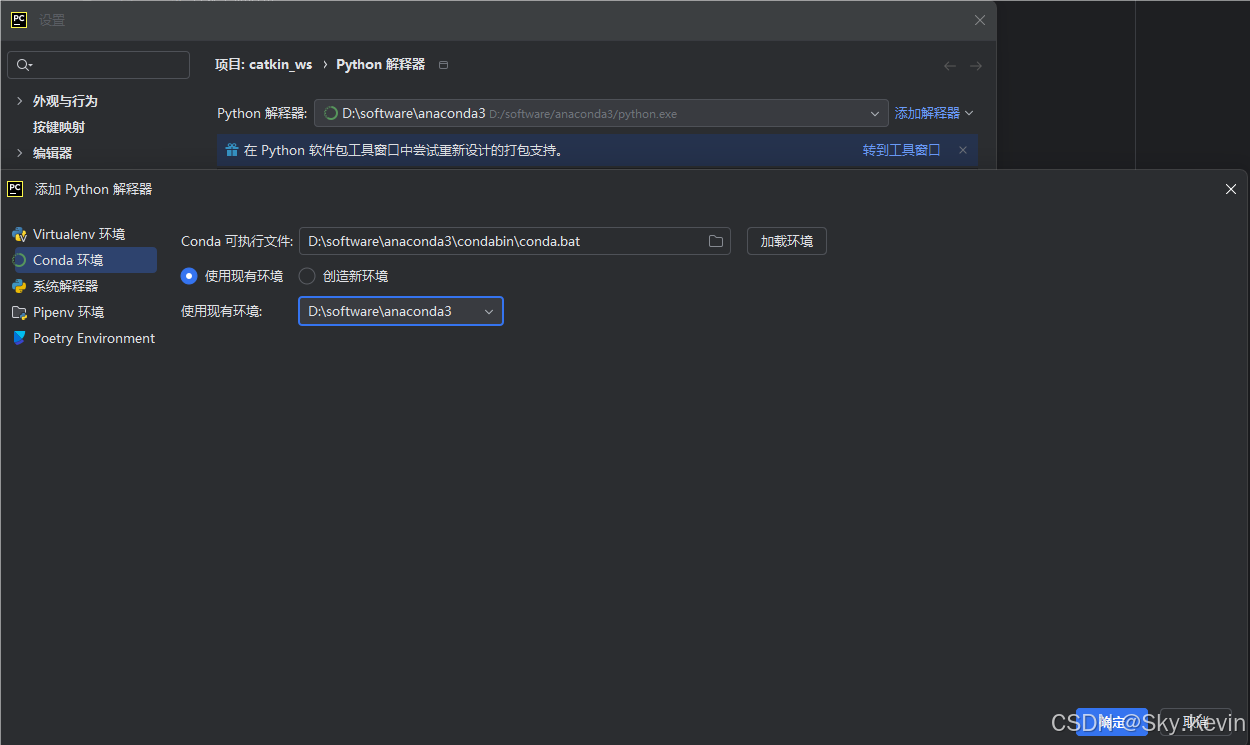 PC 设置
项目: catkin_ws › Python 解释器
外观与行为
按键映射
编辑器
Python 解释器: D:\software\anaconda3 D:/software/anaconda3/python.exe 添加解释器
在 Python 软件包工具窗口中尝试重新设计的打包支持。 转到工具窗口
PC 添加 Python 解释器
Virtualenv 环境
Conda 环境
系统解释器
Pipenv 环境
Poetry Environment
Conda 可执行文件: D:\software\anaconda3\condabin\conda.bat 加载环境
使用现有环境 创造新环境
使用现有环境: D:\software\anaconda3
确定 取消
CSDN @Sky.Kevin